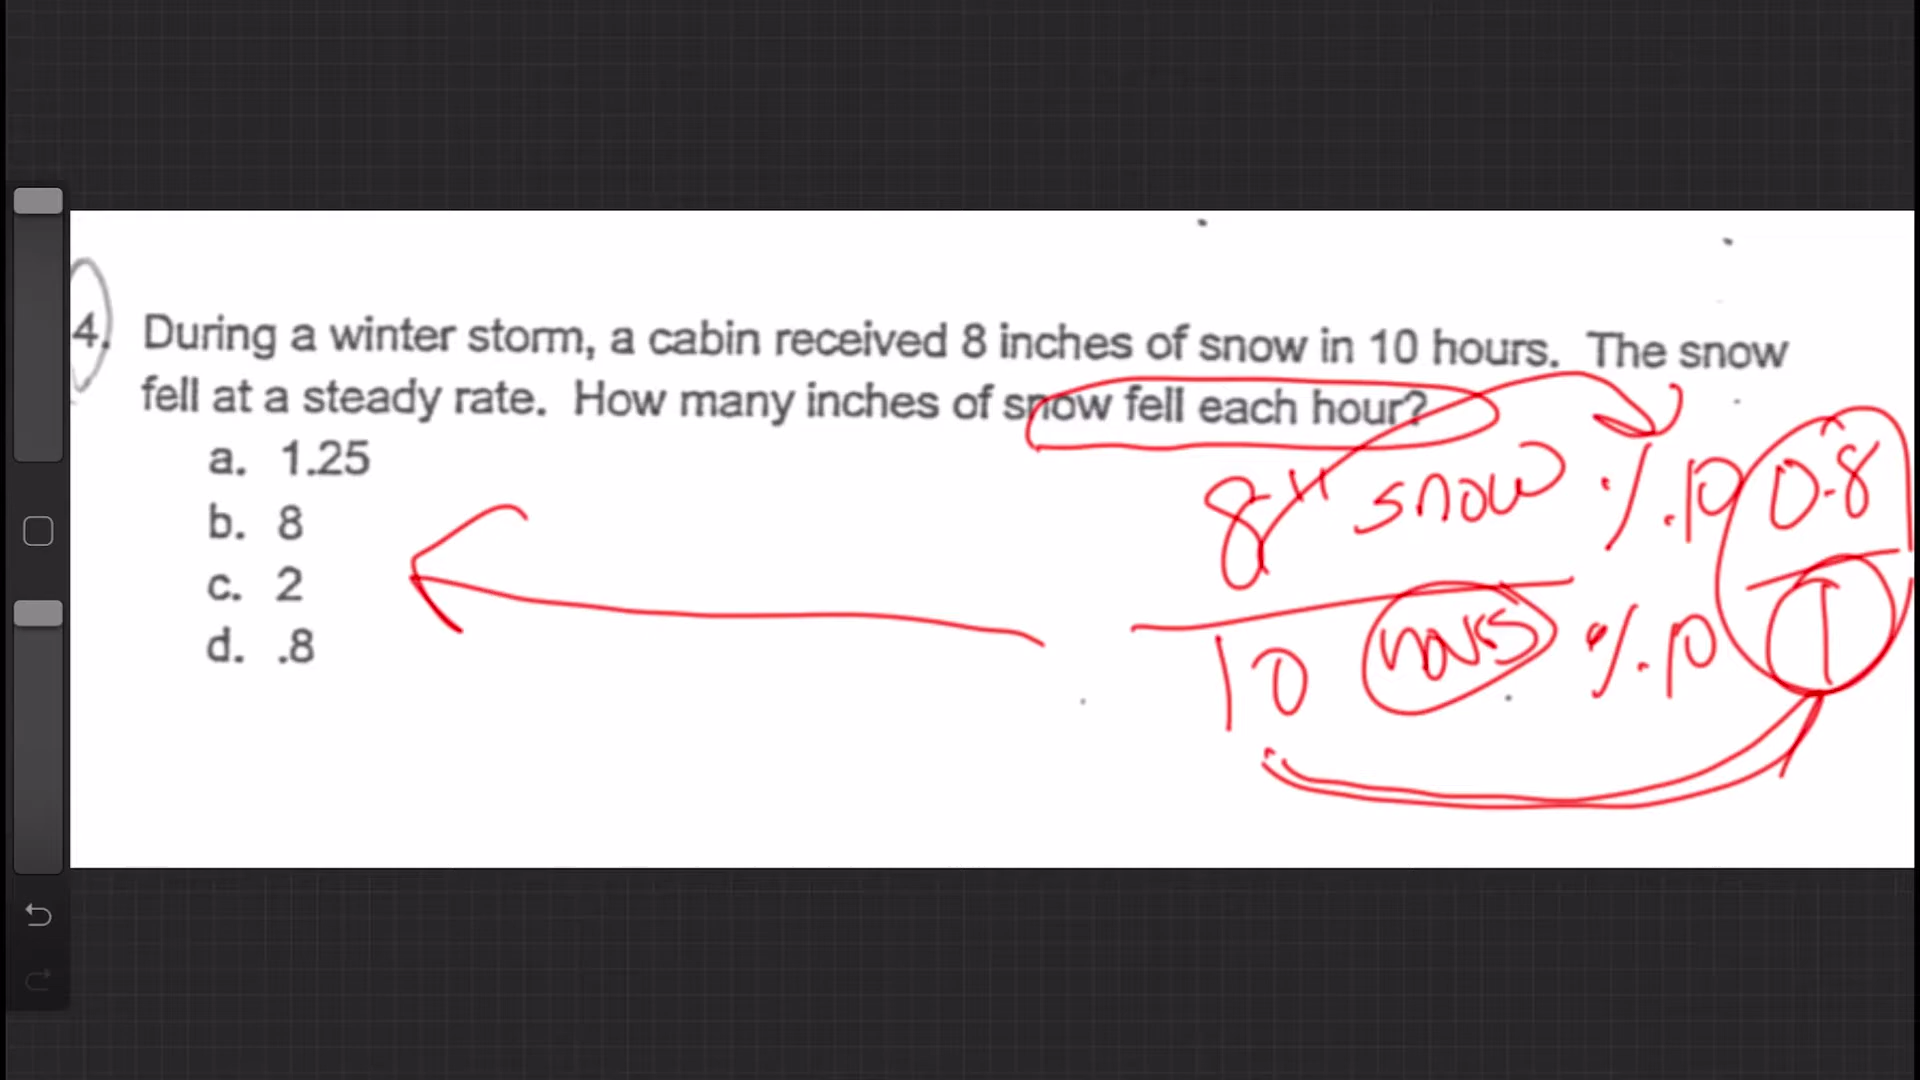 4. During a winter storm, a cabin received 8 inches of snow in 10 hours. The snow
fell at a steady rate. How many inches of snow fell each hour?
a. 1.25
b. 8
c. 2
d. .8
8" snow ÷ 10 0.8
10 hours ÷ 10 1